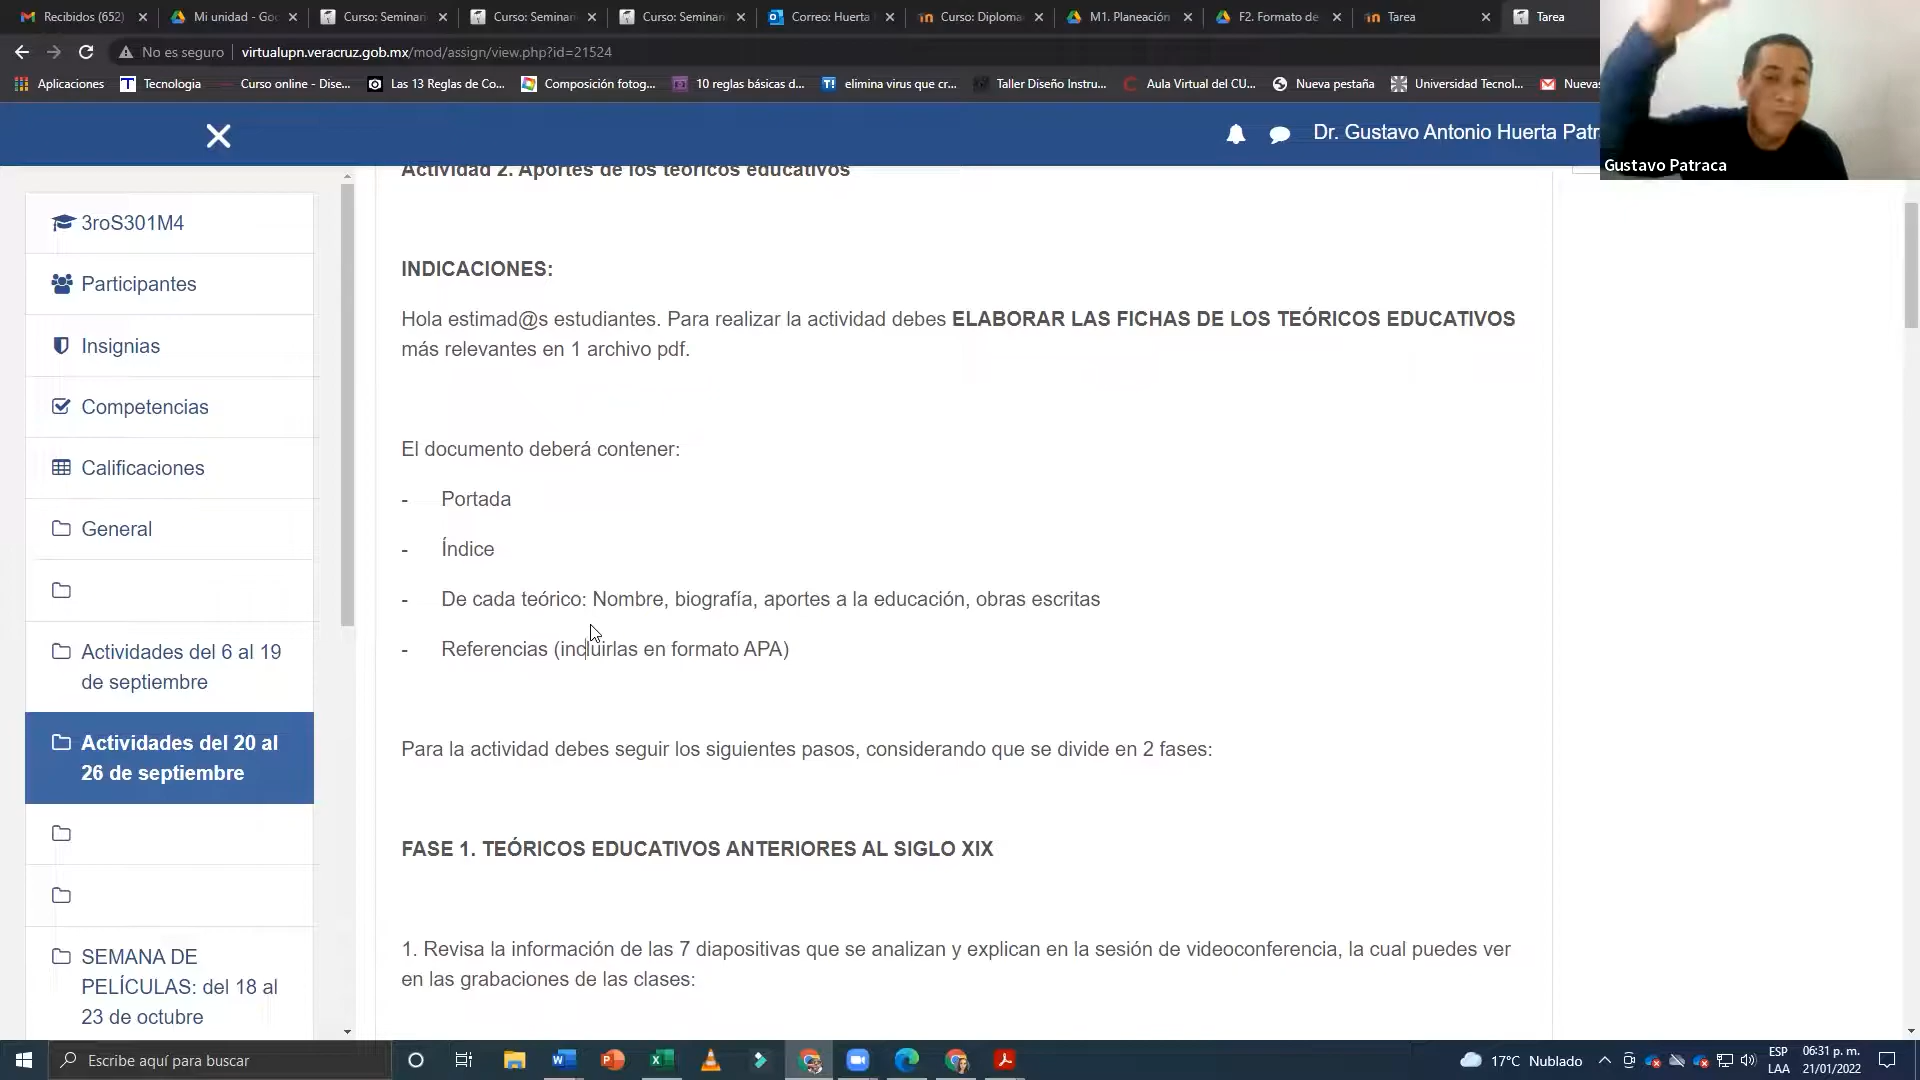 Recibidos (652)
Mi unidad - Goo
Curso: Seminari
Curso: Seminari
Curso: Seminari
Correo: Huerta
Curso: Diploma
M1. Planeación
F2. Formato de
Tarea
Tarea
No es seguro | virtualupn.veracruz.gob.mx/mod/assign/view.php?id=21524
Aplicaciones
Tecnologia
Curso online - Dise...
Las 13 Reglas de Co...
Composición fotog...
10 reglas básicas d...
elimina virus que cr...
Taller Diseño Instru...
Aula Virtual del CU...
Nueva pestaña
Universidad Tecnol...
Nuevas
Dr. Gustavo Antonio Huerta Patr
Gustavo Patraca
3roS301M4
Participantes
Insignias
Competencias
Calificaciones
General
Actividades del 6 al 19
de septiembre
Actividades del 20 al
26 de septiembre
SEMANA DE
PELÍCULAS: del 18 al
23 de octubre
Actividad 2. Aportes de los teóricos educativos
INDICACIONES:
Hola estimad@s estudiantes. Para realizar la actividad debes ELABORAR LAS FICHAS DE LOS TEÓRICOS EDUCATIVOS
más relevantes en 1 archivo pdf.
El documento deberá contener:
- Portada
- Índice
- De cada teórico: Nombre, biografía, aportes a la educación, obras escritas
- Referencias (incluirlas en formato APA)
Para la actividad debes seguir los siguientes pasos, considerando que se divide en 2 fases:
FASE 1. TEÓRICOS EDUCATIVOS ANTERIORES AL SIGLO XIX
1. Revisa la información de las 7 diapositivas que se analizan y explican en la sesión de videoconferencia, la cual puedes ver
en las grabaciones de las clases:
Escribe aquí para buscar
17°C Nublado
ESP
LAA
06:31 p. m.
21/01/2022